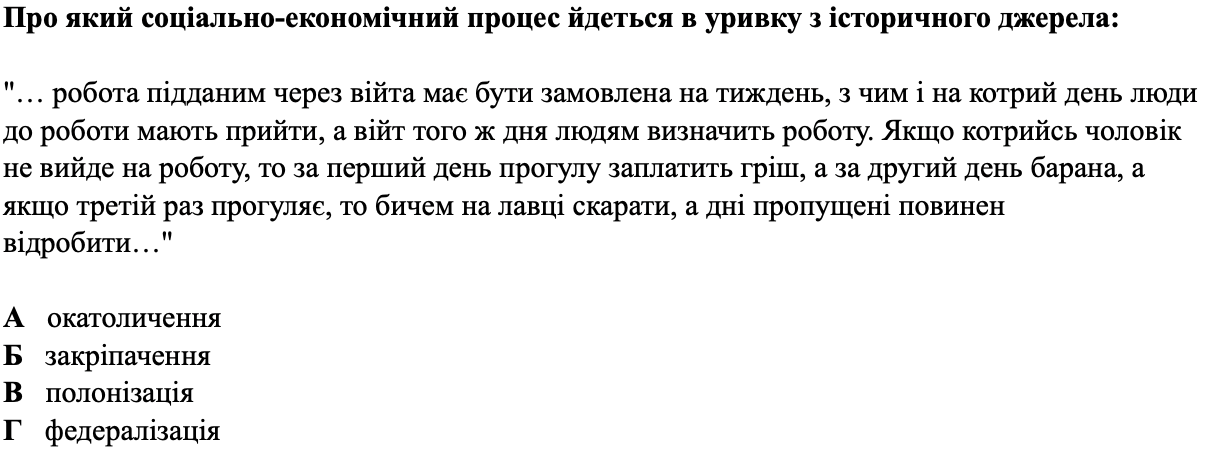 Про який соціально-економічний процес йдеться в уривку з історичного джерела:
"… робота підданим через війта має бути замовлена на тиждень, з чим і на котрий день люди
до роботи мають прийти, а війт того ж дня людям визначить роботу. Якщо котрийсь чоловік
не вийде на роботу, то за перший день прогулу заплатить гріш, а за другий день барана, а
якщо третій раз прогуляє, то бичем на лавці скарати, а дні пропущені повинен
відробити…"
А окатоличення
Б закріпачення
В полонізація
Г федералізація